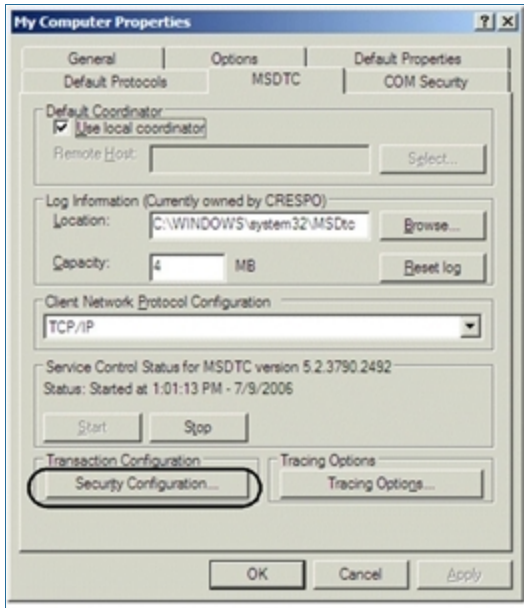 My Computer Properties
General Options Default Properties
Default Protocols MSDTC COM Security
Default Coordinator
Use local coordinator
Remote Host:
Select...
Log Information (Currently owned by CRESPO)
Location: C:\WINDOWS\system32\MSDtc Browse...
Capacity: 4 MB Reset log
Client Network Protocol Configuration
TCP/IP
Service Control Status for MSDTC version 5.2.3790.2492
Status: Started at 1:01:13 PM - 7/9/2006
Start Stop
Transaction Configuration Tracing Options
Security Configuration... Tracing Options...
OK Cancel Apply